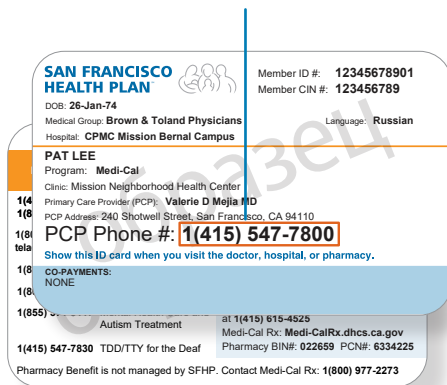 SAN FRANCISCO
HEALTH PLAN
Member ID #: 12345678901
Member CIN #: 123456789
DOB: 26-Jan-74
Medical Group: Brown & Toland Physicians
Language: Russian
Hospital: CPMC Mission Bernal Campus
PAT LEE
Program: Medi-Cal
Clinic: Mission Neighborhood Health Center
Primary Care Provider (PCP): Valerie D Mejia MD
PCP Address: 240 Shotwell Street, San Francisco, CA 94110
PCP Phone #: 1(415) 547-7800
Show this ID card when you visit the doctor, hospital, or pharmacy.
CO-PAYMENTS:
NONE
образец
1(855)
Autism Treatment
at 1(415) 615-4525
Medi-Cal Rx: Medi-CalRx.dhcs.ca.gov
1(415) 547-7830 TDD/TTY for the Deaf
Pharmacy BIN#: 022659 PCN#: 6334225
Pharmacy Benefit is not managed by SFHP. Contact Medi-Cal Rx: 1(800) 977-2273